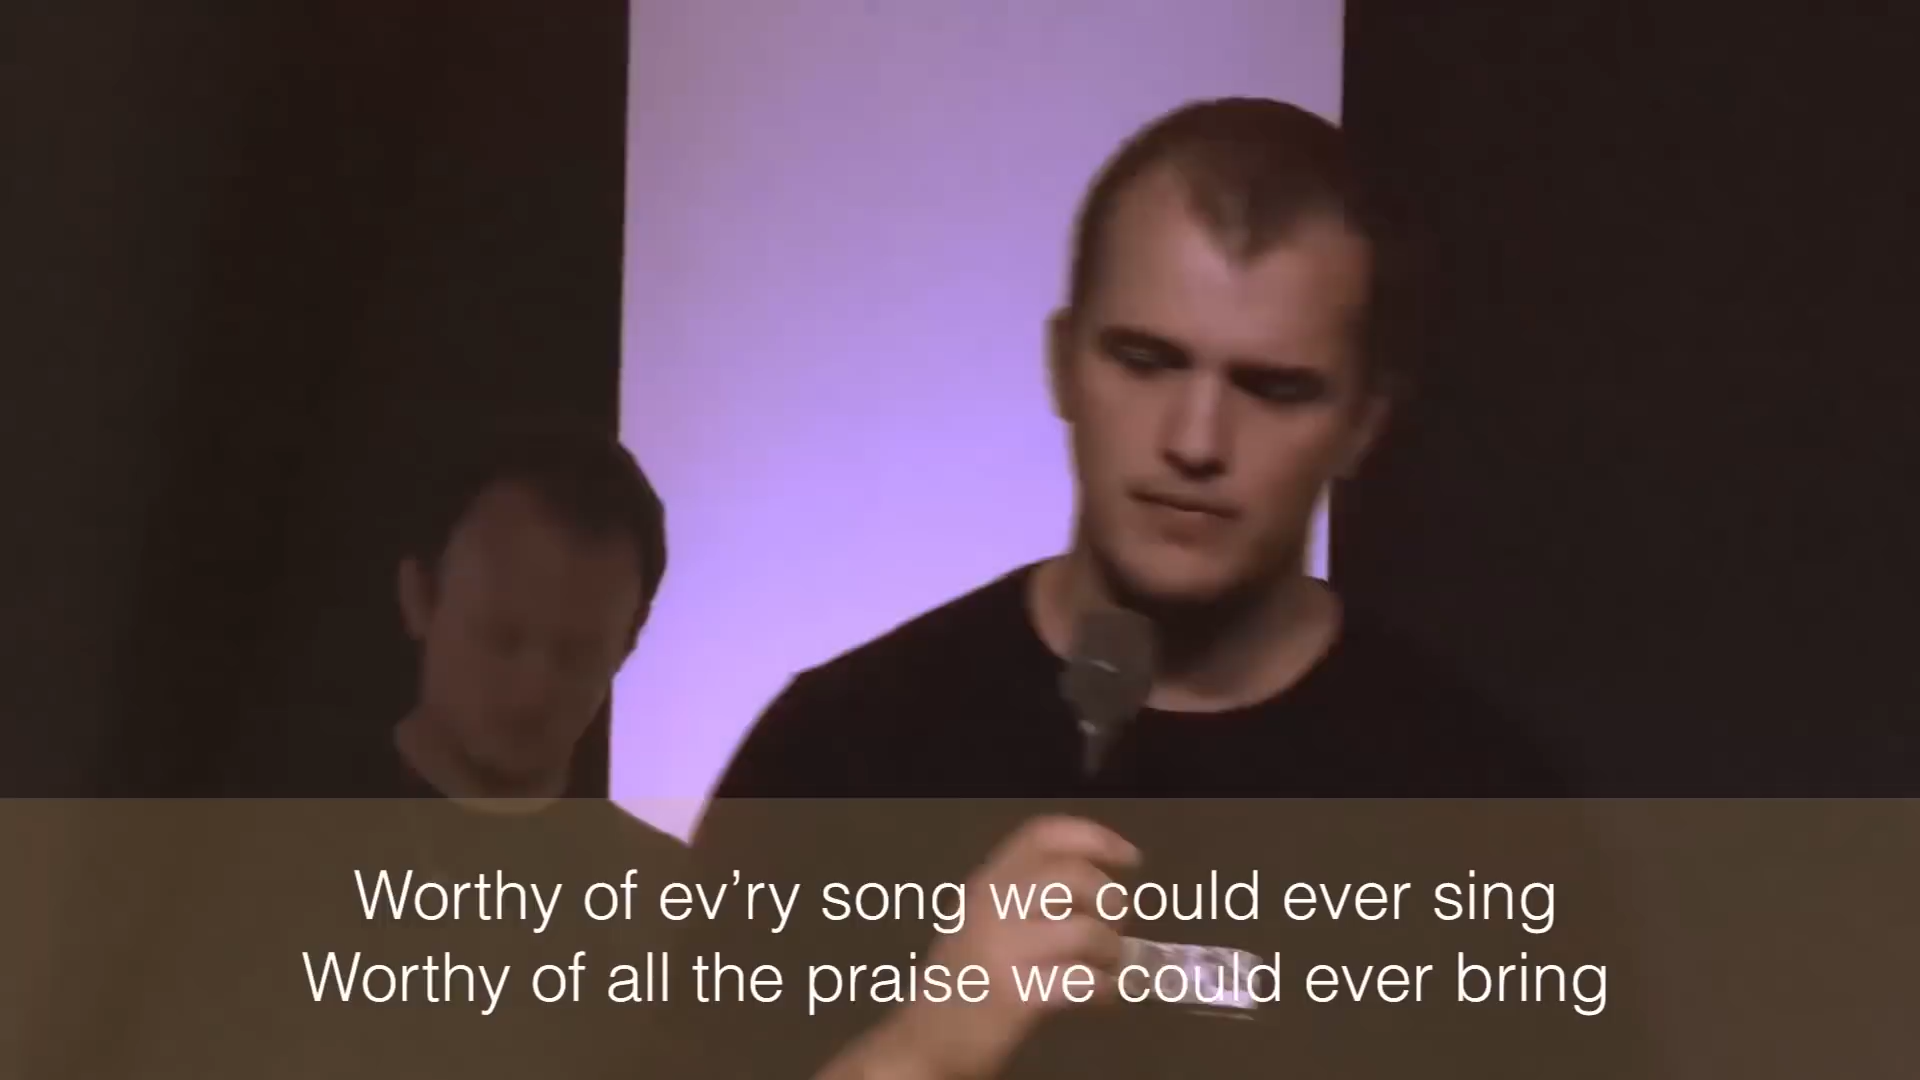 Worthy of ev’ry song we could ever sing
Worthy of all the praise we could ever bring